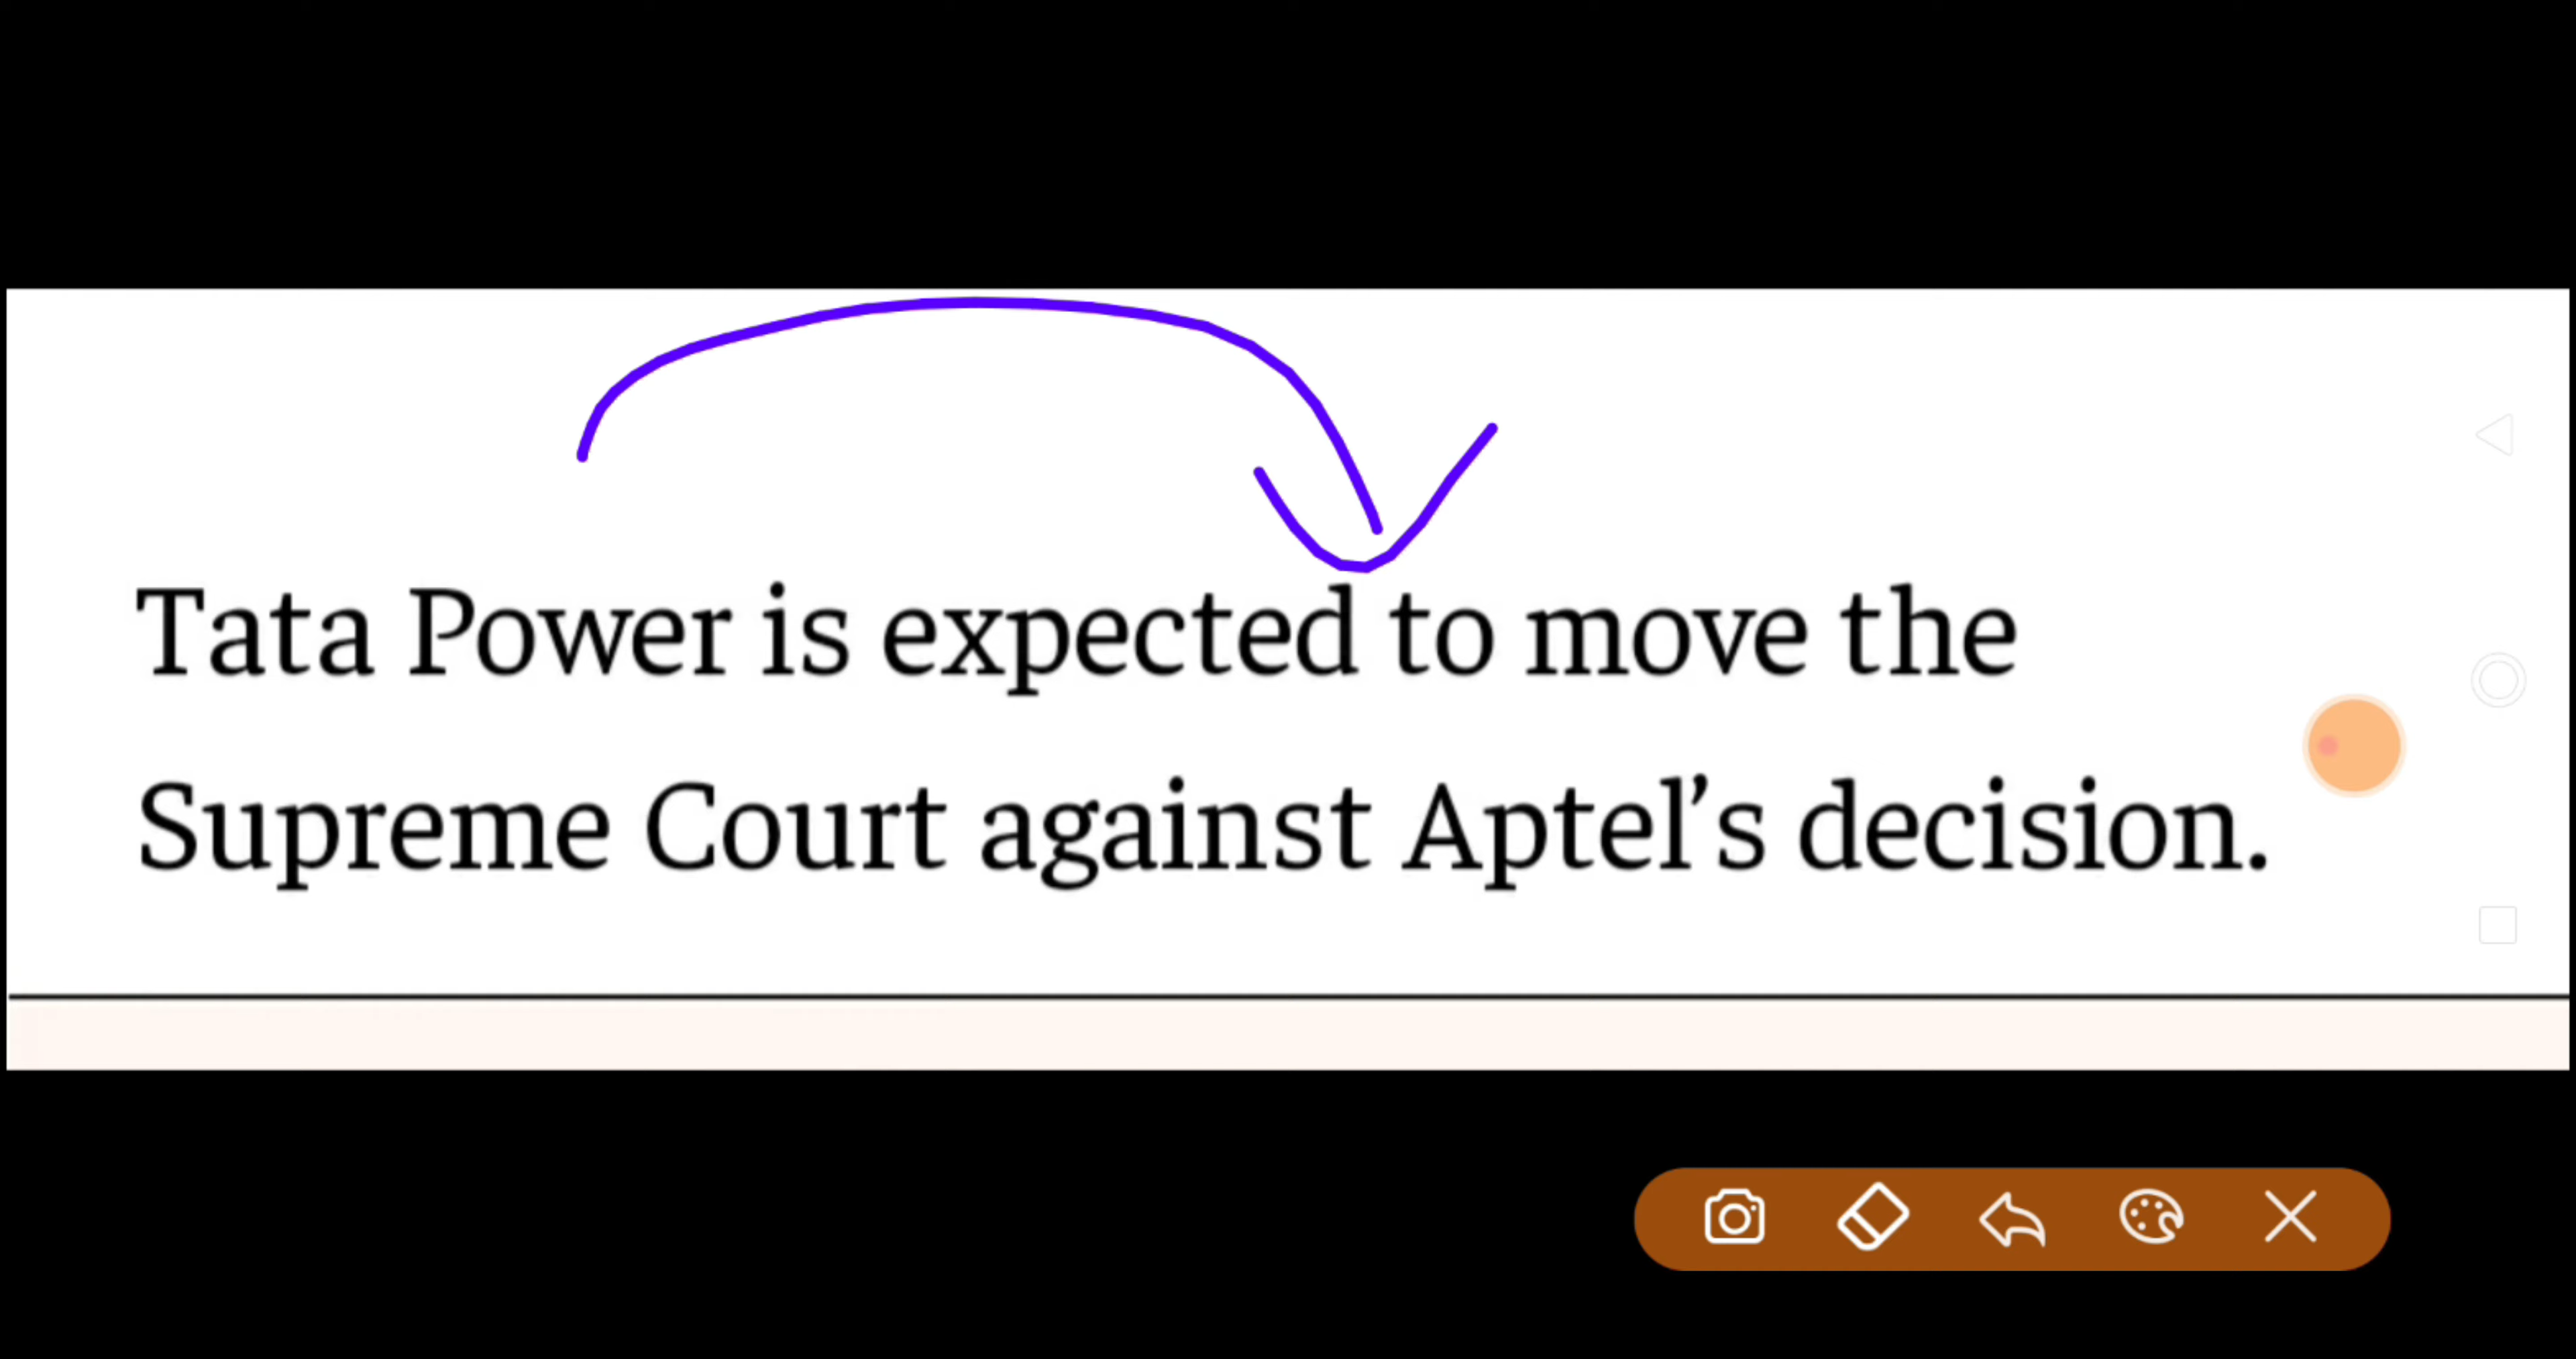 Tata Power is expected to move the
Supreme Court against Aptel’s decision.